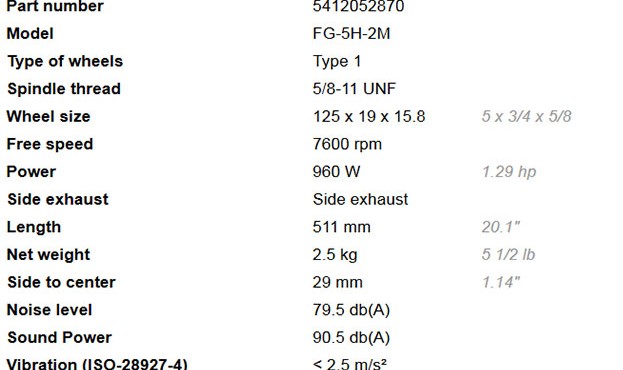 Part number 5412052870
Model FG-5H-2M
Type of wheels Type 1
Spindle thread 5/8-11 UNF
Wheel size 125 x 19 x 15.8 5 x 3/4 x 5/8
Free speed 7600 rpm
Power 960 W 1.29 hp
Side exhaust Side exhaust
Length 511 mm 20.1"
Net weight 2.5 kg 5 1/2 lb
Side to center 29 mm 1.14"
Noise level 79.5 db(A)
Sound Power 90.5 db(A)
Vibration (ISO-28927-4) < 2.5 m/s²